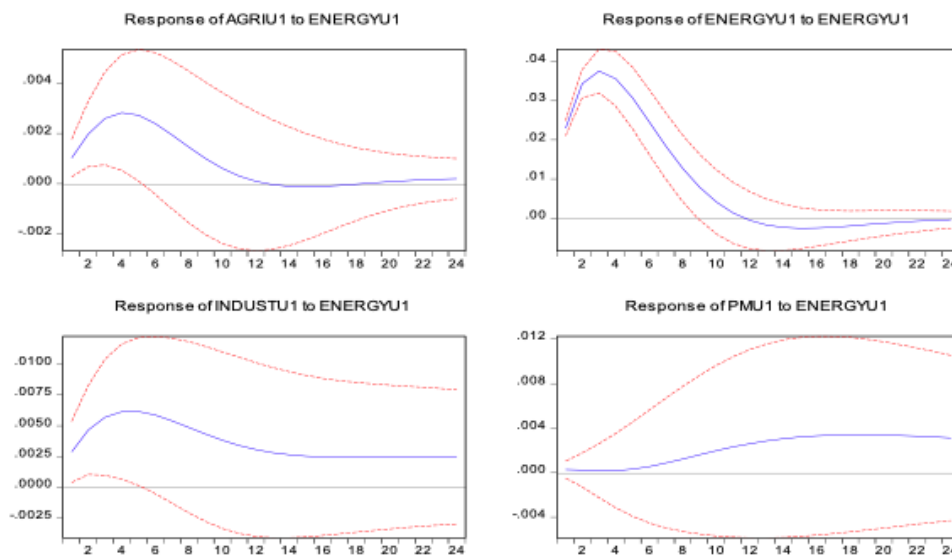 Response of AGRIU1 to ENERGYU1
.004
.002
.000
-.002
2 4 6 8 10 12 14 16 18 20 22 24
Response of ENERGYU1 to ENERGYU1
.04
.03
.02
.01
.00
2 4 6 8 10 12 14 16 18 20 22 24
Response of INDUSTU1 to ENERGYU1
.0100
.0075
.0050
.0025
.0000
-.0025
2 4 6 8 10 12 14 16 18 20 22 24
Response of PMU1 to ENERGYU1
.012
.008
.004
.000
-.004
2 4 6 8 10 12 14 16 18 20 22 24